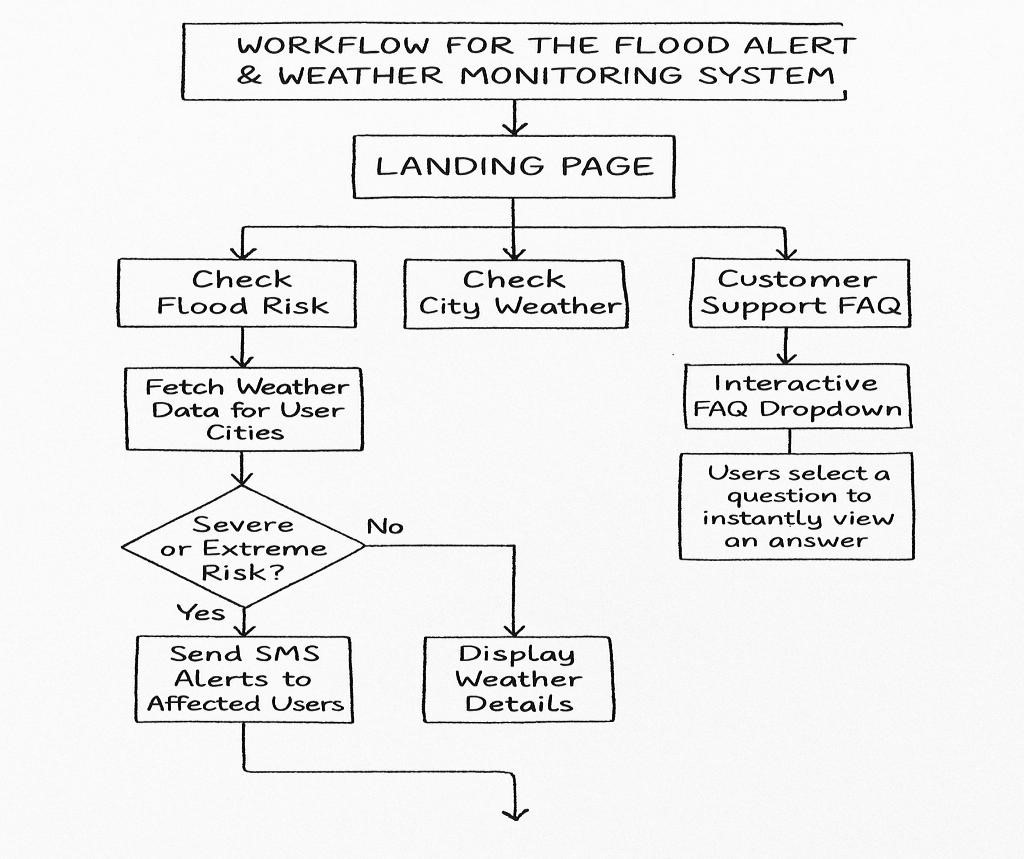 WORKFLOW FOR THE FLOOD ALERT
& WEATHER MONITORING SYSTEM
LANDING PAGE
Check
Flood Risk
Check
City Weather
Customer
Support FAQ
Fetch Weather
Data for User
Cities
Interactive
FAQ Dropdown
Users select a
question to
instantly view
an answer
Severe
or Extreme
Risk?
No
Yes
Send SMS
Alerts to
Affected Users
Display
Weather
Details